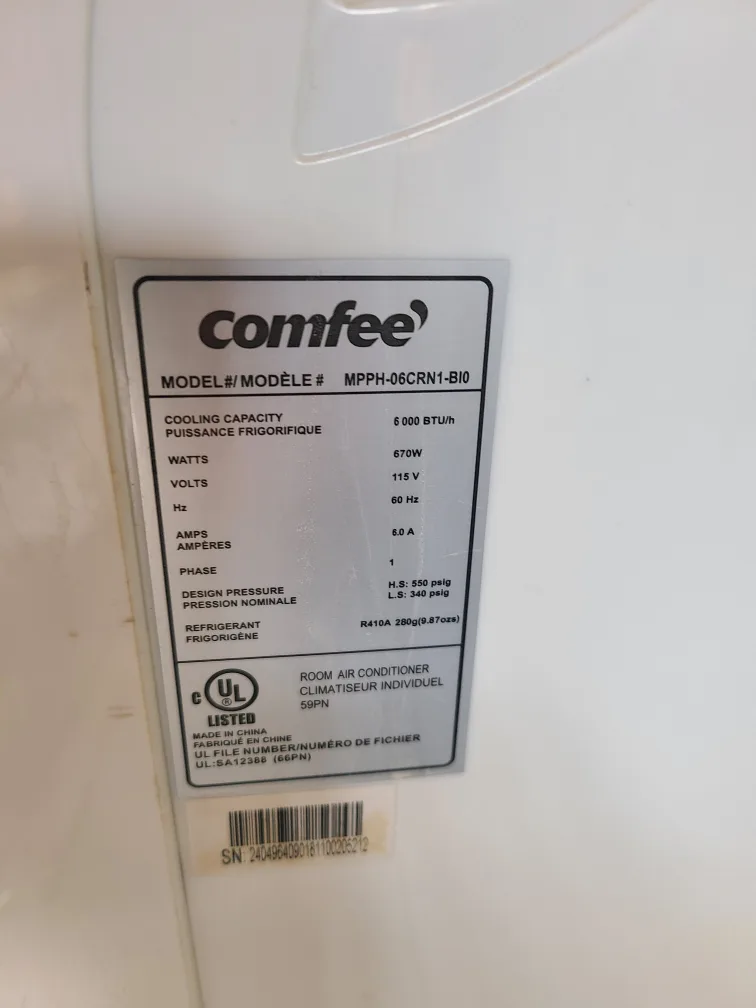 comfee'
MODEL#/MODÈLE # MPPH-06CRN1-BI0
COOLING CAPACITY 6 000 BTU/h
PUISSANCE FRIGORIFIQUE
WATTS 670W
VOLTS 115 V
Hz 60 Hz
AMPS 6.0 A
AMPÈRES
PHASE 1
DESIGN PRESSURE H.S: 550 psig
PRESSION NOMINALE L.S: 340 psig
REFRIGERANT R410A 280g(9.87ozs)
FRIGORIGÈNE
C UL ®
LISTED
ROOM AIR CONDITIONER
CLIMATISEUR INDIVIDUEL
59PN
MADE IN CHINA
FABRIQUÉ EN CHINE
UL FILE NUMBER/NUMÉRO DE FICHIER
UL:SA12388 (66PN)
SN: